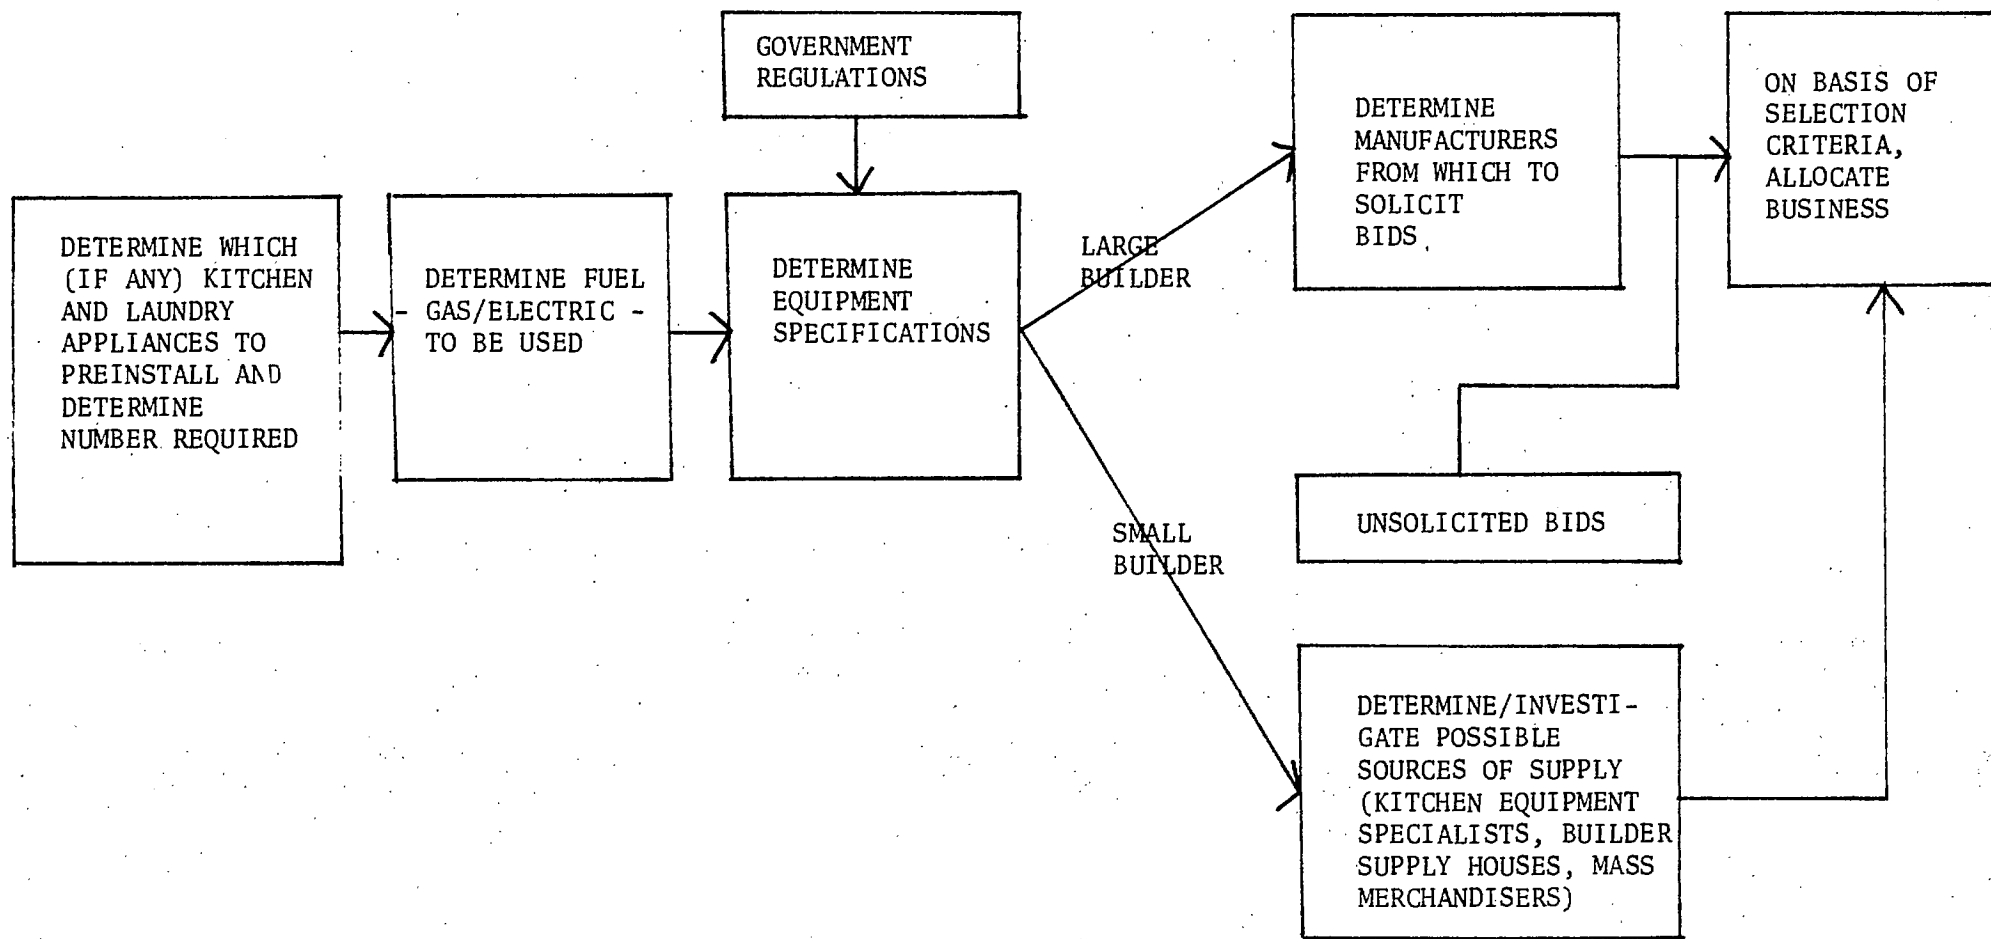 GOVERNMENT
REGULATIONS
DETERMINE WHICH
(IF ANY) KITCHEN
AND LAUNDRY
APPLIANCES TO
PREINSTALL AND
DETERMINE
NUMBER REQUIRED
DETERMINE FUEL
- GAS/ELECTRIC -
TO BE USED
DETERMINE
EQUIPMENT
SPECIFICATIONS
LARGE
BUILDER
SMALL
BUILDER
DETERMINE
MANUFACTURERS
FROM WHICH TO
SOLICIT
BIDS.
UNSOLICITED BIDS
DETERMINE/INVESTI-
GATE POSSIBLE
SOURCES OF SUPPLY
(KITCHEN EQUIPMENT
SPECIALISTS, BUILDER
SUPPLY HOUSES, MASS
MERCHANDISERS)
ON BASIS OF
SELECTION
CRITERIA,
ALLOCATE
BUSINESS